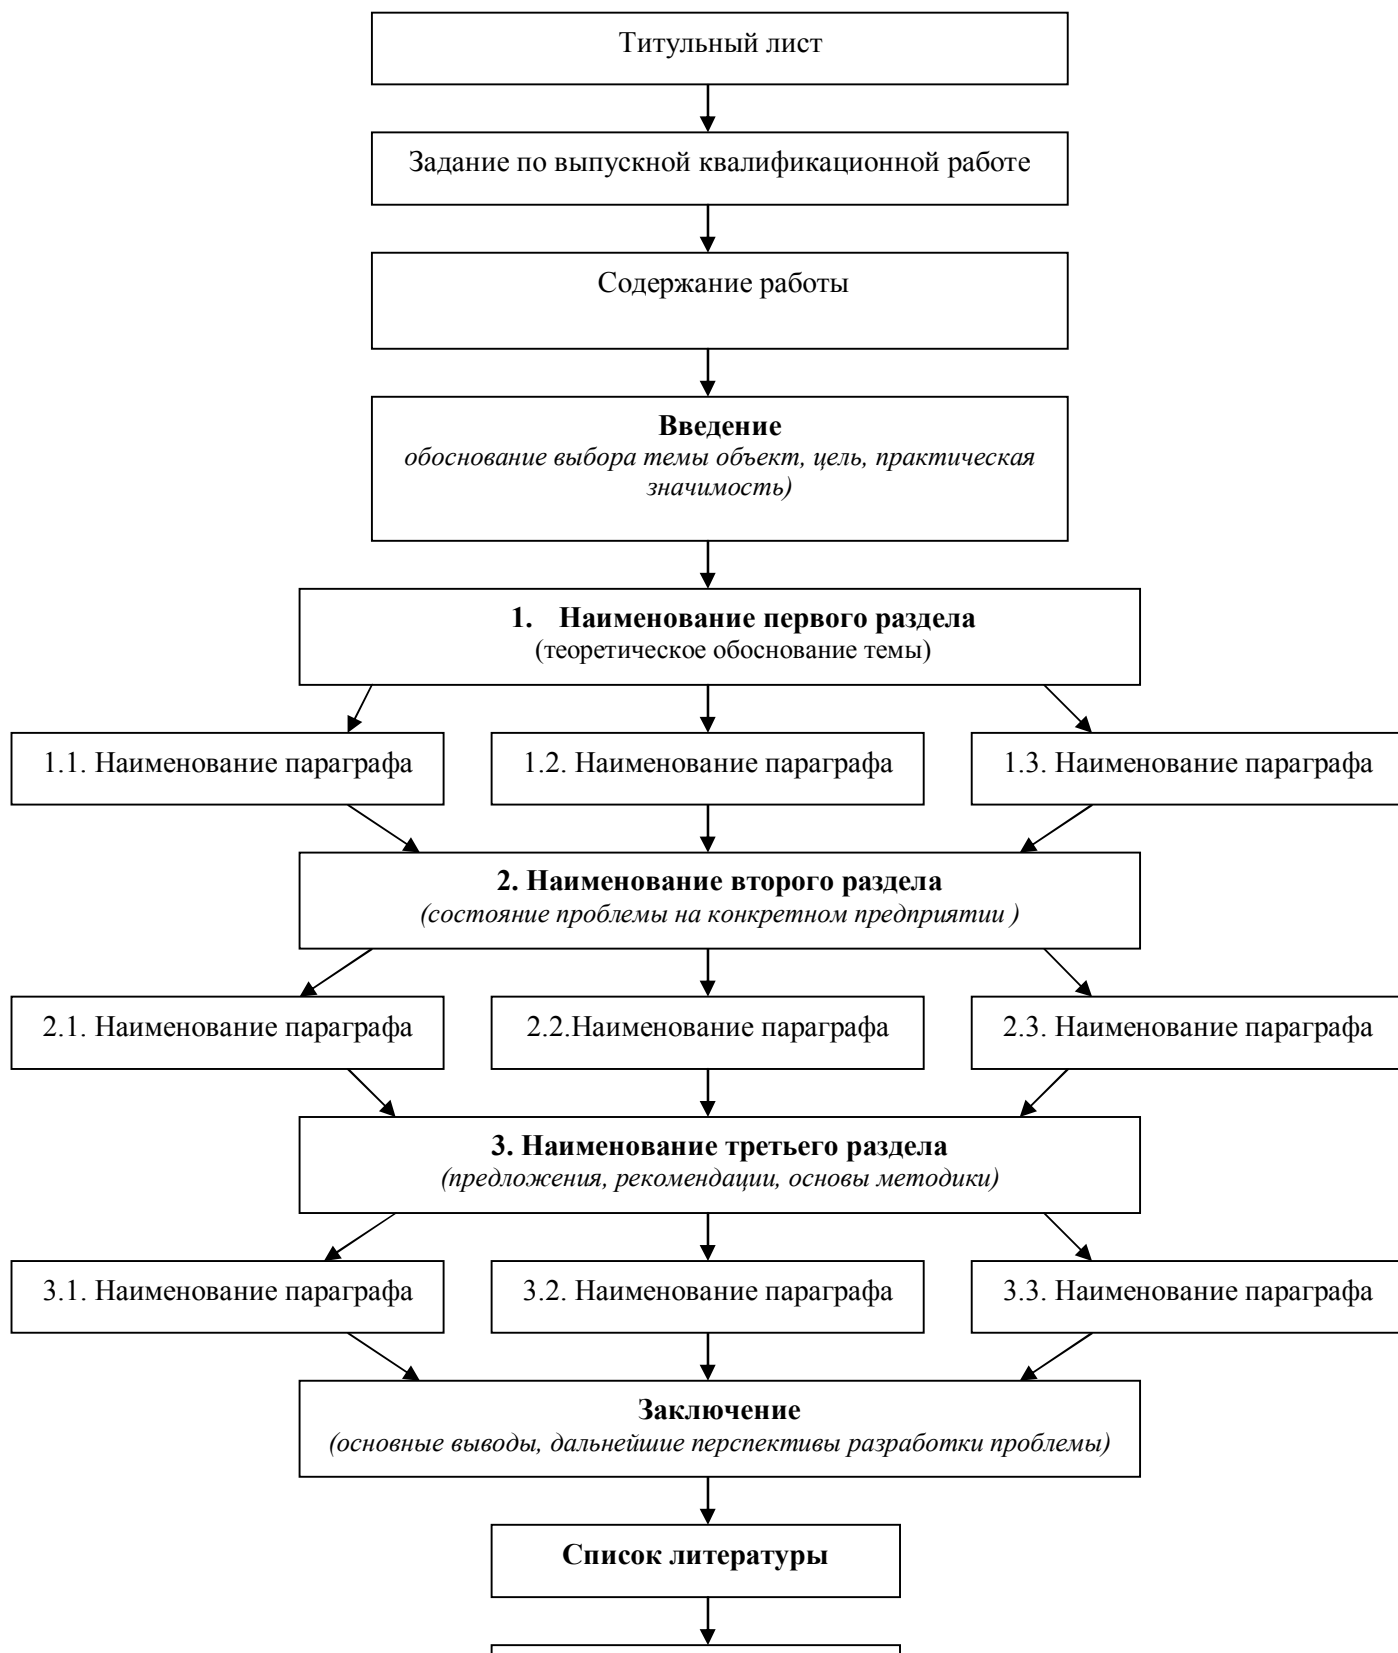 Титульный лист
Задание по выпускной квалификационной работе
Содержание работы
Введение
обоснование выбора темы объект, цель, практическая
значимость)
1. Наименование первого раздела
(теоретическое обоснование темы)
1.1. Наименование параграфа
1.2. Наименование параграфа
1.3. Наименование параграфа
2. Наименование второго раздела
(состояние проблемы на конкретном предприятии )
2.1. Наименование параграфа
2.2.Наименование параграфа
2.3. Наименование параграфа
3. Наименование третьего раздела
(предложения, рекомендации, основы методики)
3.1. Наименование параграфа
3.2. Наименование параграфа
3.3. Наименование параграфа
Заключение
(основные выводы, дальнейшие перспективы разработки проблемы)
Список литературы